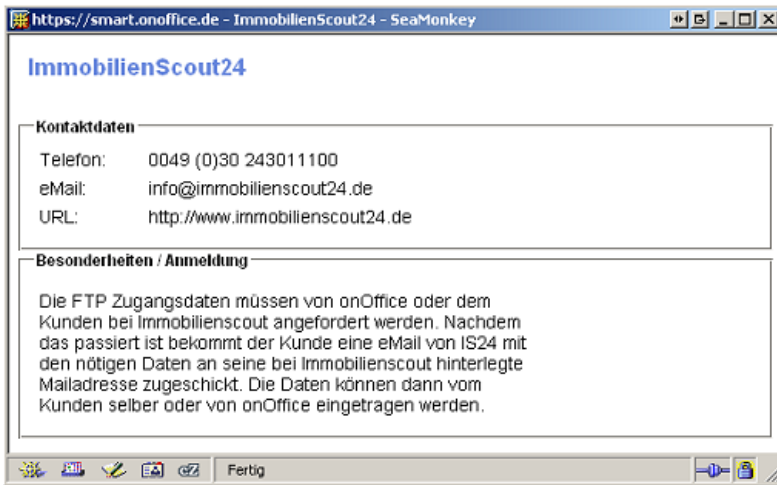 https://smart.onoffice.de - ImmobilienScout24 - SeaMonkey
ImmobilienScout24
Kontaktdaten
Telefon: 0049 (0)30 243011100
eMail: info@immobilienscout24.de
URL: http://www.immobilienscout24.de
Besonderheiten / Anmeldung
Die FTP Zugangsdaten müssen von onOffice oder dem
Kunden bei Immobilienscout angefordert werden. Nachdem
das passiert ist bekommt der Kunde eine eMail von IS24 mit
den nötigen Daten an seine bei Immobilienscout hinterlegte
Mailadresse zugeschickt. Die Daten können dann vom
Kunden selber oder von onOffice eingetragen werden.
Fertig